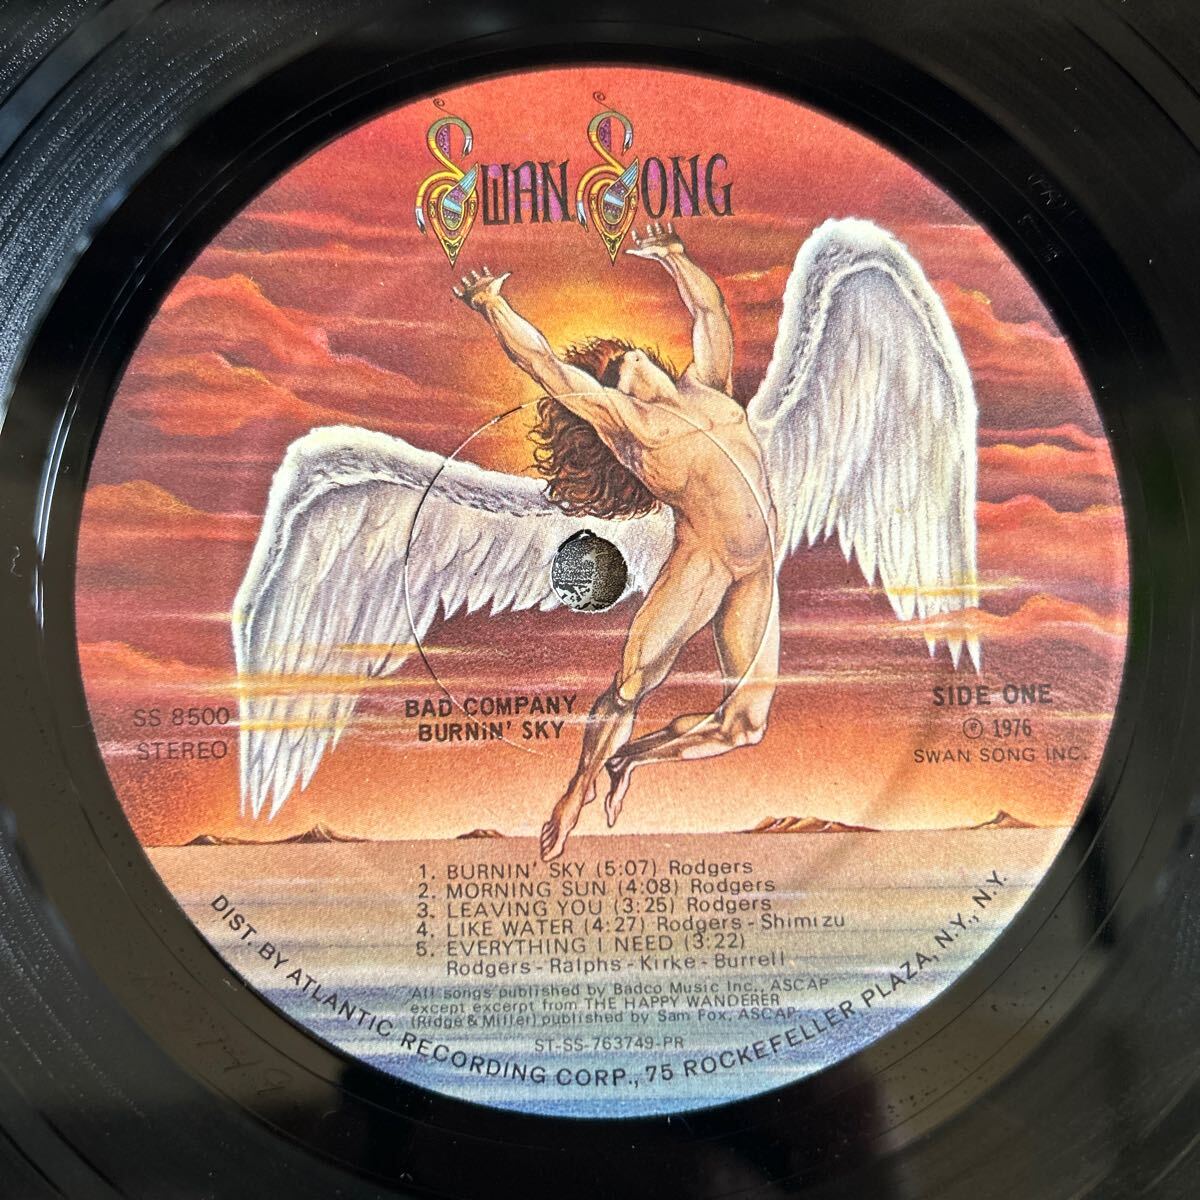 SWAN SONG
SS 8500
STEREO
BAD COMPANY
BURNiN' SKY
SIDE ONE
℗ 1976
SWAN SONG INC.
1. BURNIN' SKY (5:07) Rodgers
2. MORNING SUN (4:08) Rodgers
3. LEAVING YOU (3:25) Rodgers
4. LIKE WATER (4:27) Rodgers - Shimizu
5. EVERYTHING I NEED (3:22)
Rodgers - Ralphs - Kirke - Burrell
All songs published by Badco Music Inc., ASCAP
except excerpt from THE HAPPY WANDERER
(Ridge & Miller) published by Sam Fox, ASCAP.
ST-SS-763749-PR
DIST. BY ATLANTIC RECORDING CORP., 75 ROCKEFELLER PLAZA, N.Y., N.Y.